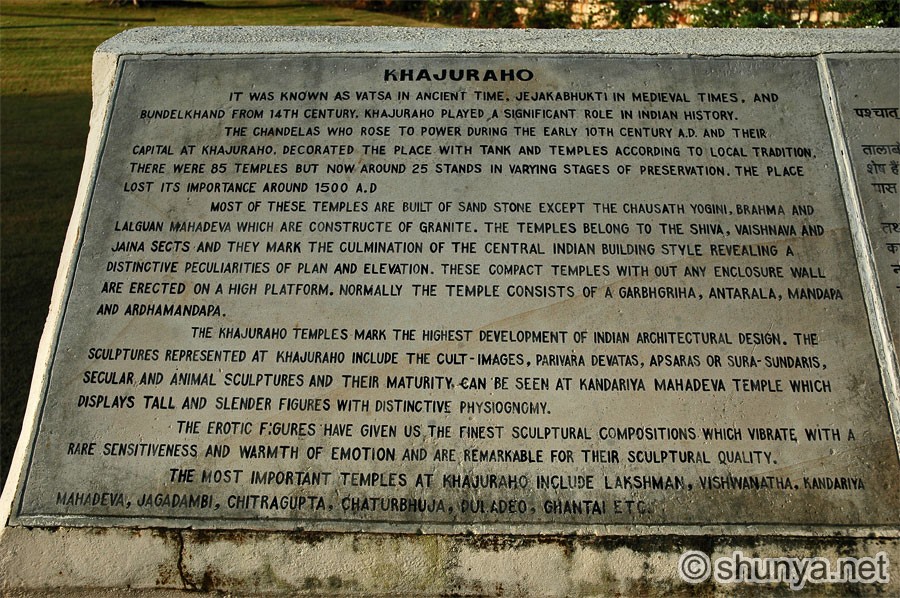 KHAJURAHO
IT WAS KNOWN AS VATSA IN ANCIENT TIME, JEJAKABHUKTI IN MEDIEVAL TIMES, AND
BUNDELKHAND FROM 14TH CENTURY. KHAJURAHO PLAYED A SIGNIFICANT ROLE IN INDIAN HISTORY.
THE CHANDELAS WHO ROSE TO POWER DURING THE EARLY 10TH CENTURY A.D. AND THEIR
CAPITAL AT KHAJURAHO, DECORATED THE PLACE WITH TANK AND TEMPLES ACCORDING TO LOCAL TRADITION.
THERE WERE 85 TEMPLES BUT NOW AROUND 25 STANDS IN VARYING STAGES OF PRESERVATION. THE PLACE
LOST ITS IMPORTANCE AROUND 1500 A.D
MOST OF THESE TEMPLES ARE BUILT OF SAND STONE EXCEPT THE CHAUSATH YOGINI, BRAHMA AND
LALGUAN MAHADEVA WHICH ARE CONSTRUCTE OF GRANITE. THE TEMPLES BELONG TO THE SHIVA, VAISHNAVA AND
JAINA SECTS AND THEY MARK THE CULMINATION OF THE CENTRAL INDIAN BUILDING STYLE REVEALING A
DISTINCTIVE PECULIARITIES OF PLAN AND ELEVATION. THESE COMPACT TEMPLES WITH OUT ANY ENCLOSURE WALL
ARE ERECTED ON A HIGH PLATFORM. NORMALLY THE TEMPLE CONSISTS OF A GARBHGRIHA, ANTARALA, MANDAPA
AND ARDHAMANDAPA.
THE KHAJURAHO TEMPLES MARK THE HIGHEST DEVELOPMENT OF INDIAN ARCHITECTURAL DESIGN. THE
SCULPTURES REPRESENTED AT KHAJURAHO INCLUDE THE CULT-IMAGES, PARIVARA DEVATAS, APSARAS OR SURA-SUNDARIS,
SECULAR AND ANIMAL SCULPTURES AND THEIR MATURITY, CAN BE SEEN AT KANDARIYA MAHADEVA TEMPLE WHICH
DISPLAYS TALL AND SLENDER FIGURES WITH DISTINCTIVE PHYSIOGNOMY.
THE EROTIC FIGURES HAVE GIVEN US THE FINEST SCULPTURAL COMPOSITIONS WHICH VIBRATE WITH A
RARE SENSITIVENESS AND WARMTH OF EMOTION AND ARE REMARKABLE FOR THEIR SCULPTURAL QUALITY.
THE MOST IMPORTANT TEMPLES AT KHAJURAHO INCLUDE LAKSHMAN, VISHWANATHA, KANDARIYA
MAHADEVA, JAGADAMBI, CHITRAGUPTA, CHATURBHUJA, DULADEO, GHANTAI ETC.
पश्चात्
शेष
पास
©shunya.net